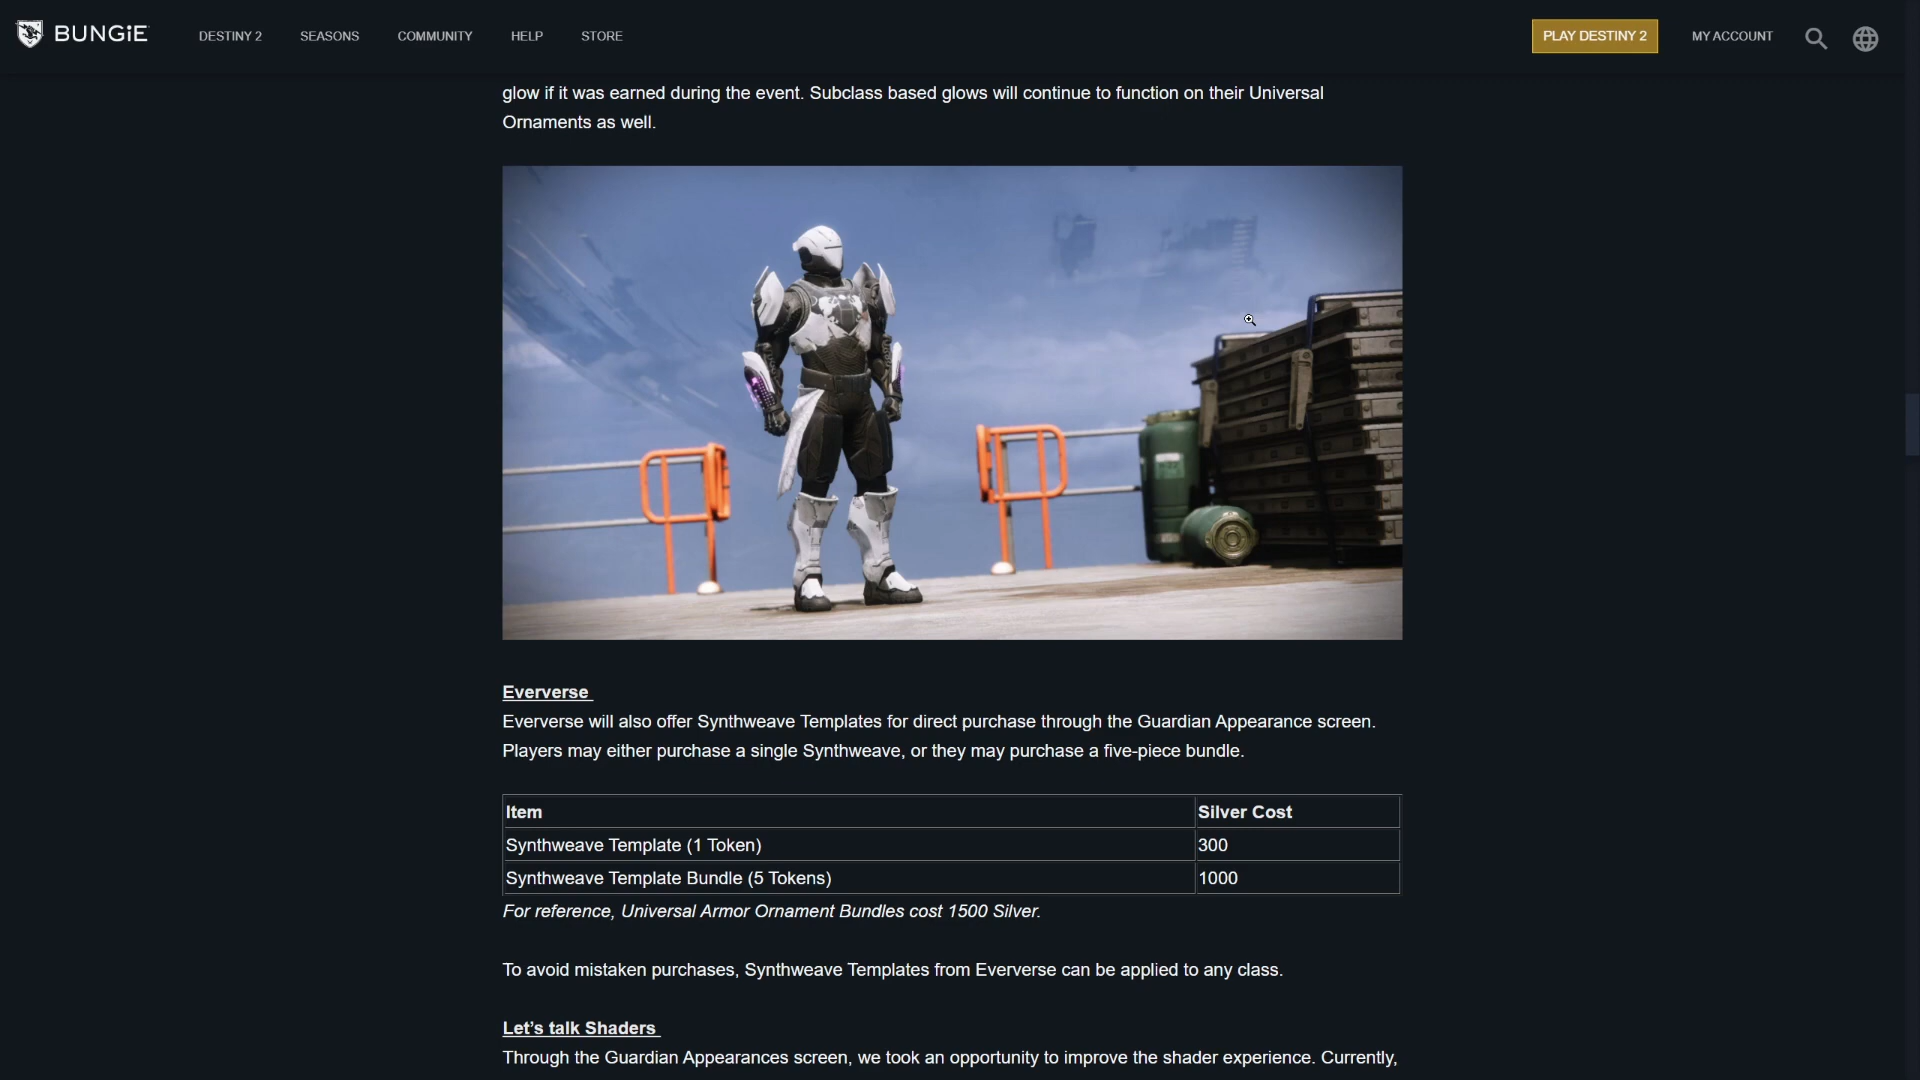 BUNGiE
DESTINY 2
SEASONS
COMMUNITY
HELP
STORE
PLAY DESTINY 2
MY ACCOUNT
glow if it was earned during the event. Subclass based glows will continue to function on their Universal
Ornaments as well.
Eververse
Eververse will also offer Synthweave Templates for direct purchase through the Guardian Appearance screen.
Players may either purchase a single Synthweave, or they may purchase a five-piece bundle.
Item Silver Cost
Synthweave Template (1 Token) 300
Synthweave Template Bundle (5 Tokens) 1000
For reference, Universal Armor Ornament Bundles cost 1500 Silver.
To avoid mistaken purchases, Synthweave Templates from Eververse can be applied to any class.
Let’s talk Shaders
Through the Guardian Appearances screen, we took an opportunity to improve the shader experience. Currently,